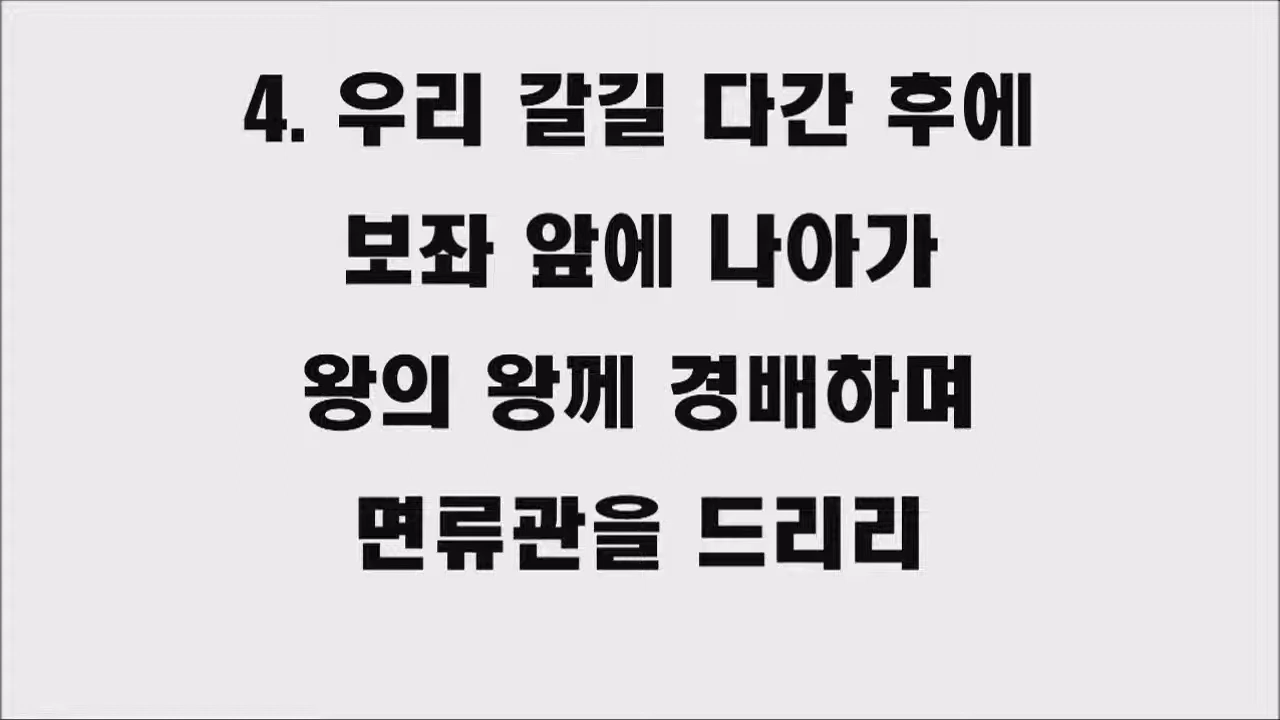 4. 우리 갈길 다간 후에
보좌 앞에 나아가
왕의 왕께 경배하며
면류관을 드리리